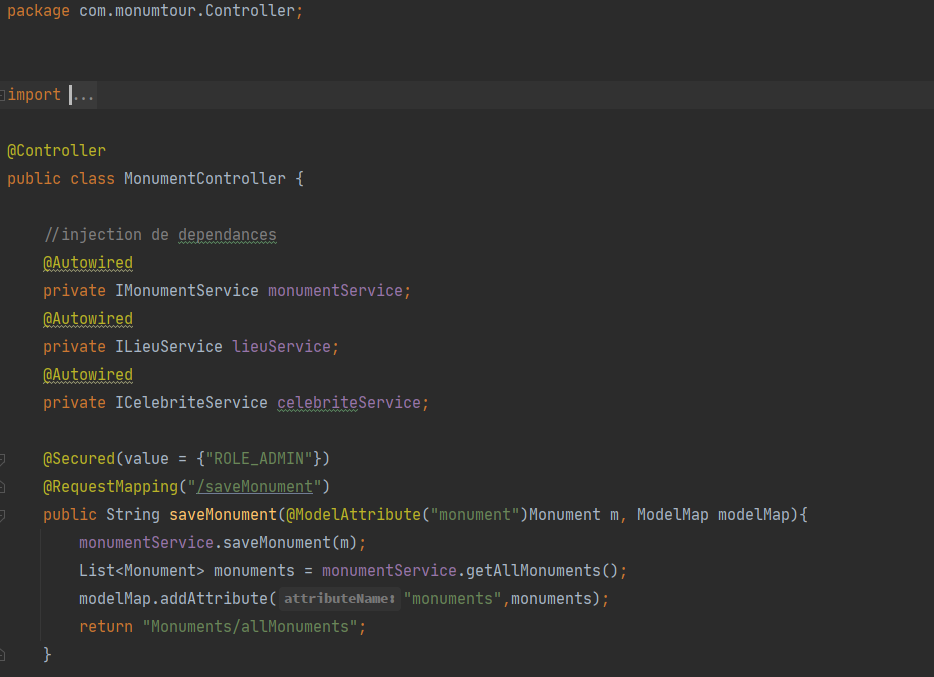 package com.monumtour.Controller;
import ...
@Controller
public class MonumentController {
//injection de dependances
@Autowired
private IMonumentService monumentService;
@Autowired
private ILieuService lieuService;
@Autowired
private ICelebriteService celebriteService;
@Secured(value = {"ROLE_ADMIN"})
@RequestMapping("/saveMonument")
public String saveMonument(@ModelAttribute("monument")Monument m, ModelMap modelMap){
monumentService.saveMonument(m);
List<Monument> monuments = monumentService.getAllMonuments();
modelMap.addAttribute( attributeName: "monuments",monuments);
return "Monuments/allMonuments";
}